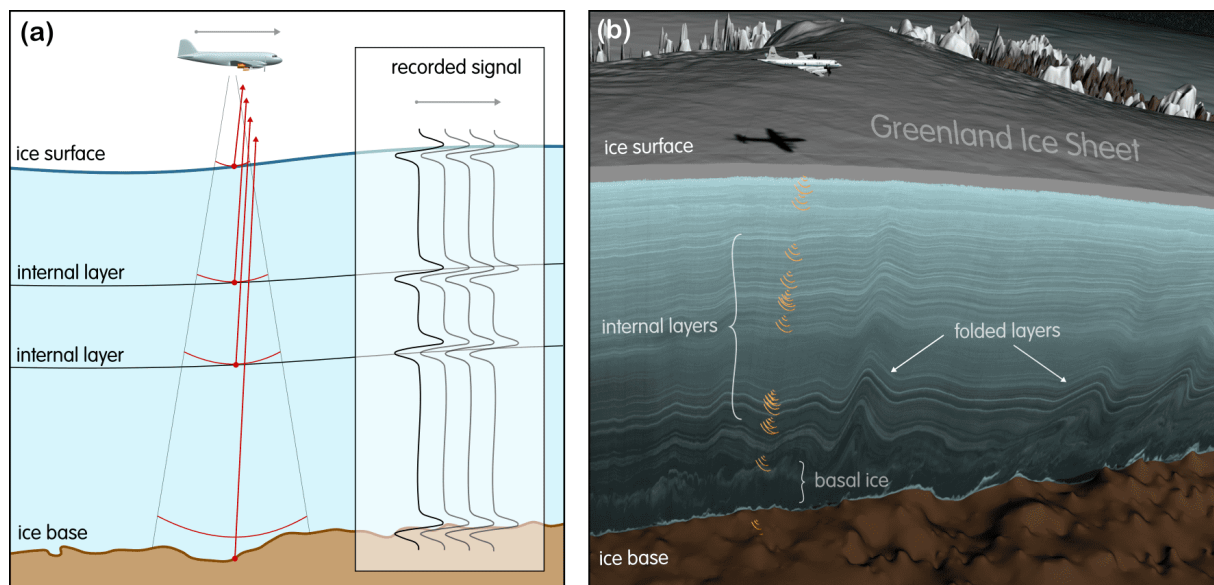 (a)
recorded signal
ice surface
internal layer
internal layer
ice base
(b)
Greenland Ice Sheet
ice surface
internal layers
folded layers
basal ice
ice base